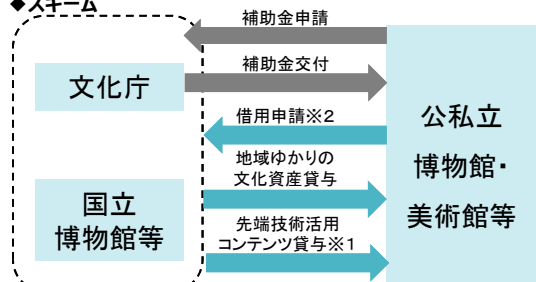 ◆スキーム
補助金申請
補助金交付
文化庁
借用申請※2
地域ゆかりの
文化資産貸与
国立
博物館等
先端技術活用
コンテンツ貸与※1
公私立
博物館・
美術館等